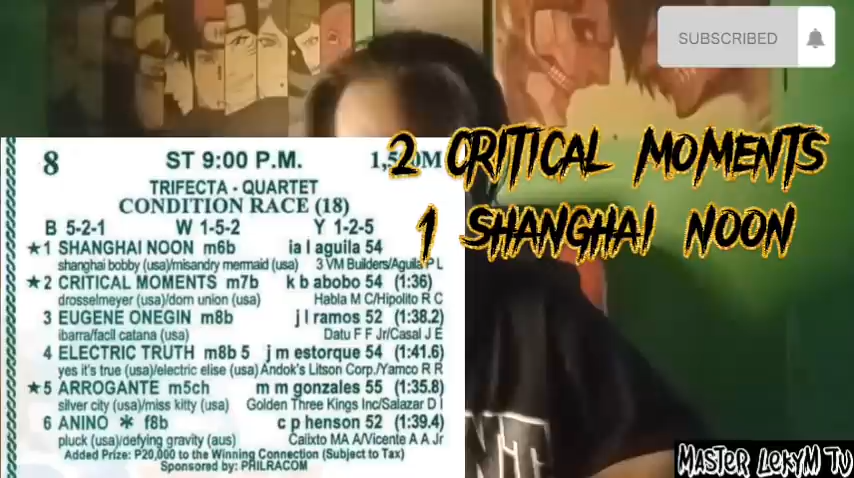 SUBSCRIBED
8 ST 9:00 P.M.
TRIFECTA - QUARTET
CONDITION RACE (18)
B 5-2-1 W 1-5-2 Y 1-2-5
★1 SHANGHAI NOON m6b ia l aguila 54
shanghai bobby (usa)/misandry mermaid (usa) 3 VM Builders/Aguila P L
★2 CRITICAL MOMENTS m7b k b abobo 54 (1:36)
drosselmeyer (usa)/dorn union (usa) Habla M C/Hipolito R C
3 EUGENE ONEGIN m8b j l ramos 52 (1:38.2)
ibarra/facil catana (usa) Datu F F Jr/Casal J E
4 ELECTRIC TRUTH m8b 5 j m estorque 54 (1:41.6)
yes it's true (usa)/electric elise (usa) Andok's Litson Corp./Yamco R R
★5 ARROGANTE m5ch m m gonzales 55 (1:35.8)
silver city (usa)/miss kitty (usa) Golden Three Kings Inc/Salazar D I
6 ANINO * f8b c p henson 52 (1:39.4)
pluck (usa)/defying gravity (aus) Calixto MA A/Vicente A A Jr
Added Prize: P20,000 to the Winning Connection (Subject to Tax)
Sponsored by: PHILRACOM
2 CRITICAL MOMENTS
1 SHANGHAI NOON
MASTER LEKYM TV